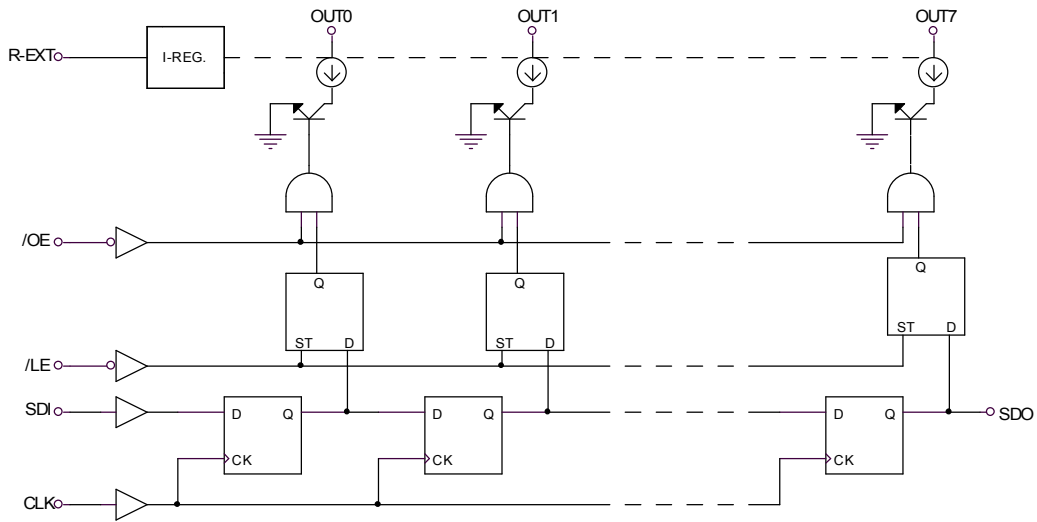 OUT0 OUT1 OUT7
R-EXT I-REG.
/OE
Q Q Q
ST D ST D ST D
/LE
SDI D Q D Q D Q SDO
CK CK CK
CLK